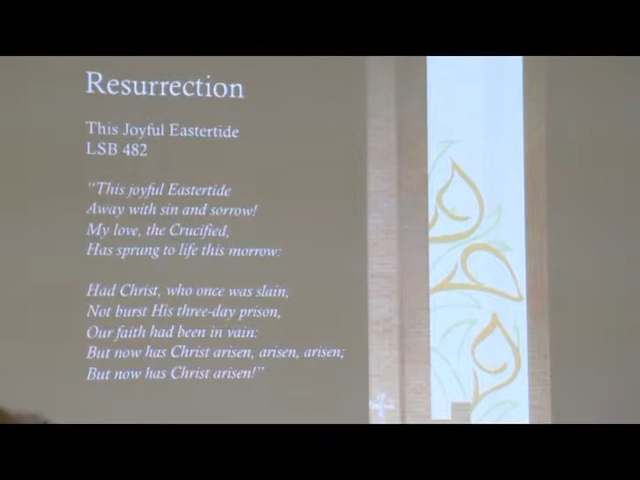 Resurrection
This Joyful Eastertide
LSB 482
"This joyful Eastertide
Away with sin and sorrow!
My love, the Crucified,
Has sprung to life this morrow:
Had Christ, who once was slain,
Not burst His three-day prison,
Our faith had been in vain:
But now has Christ arisen, arisen, arisen;
But now has Christ arisen!"